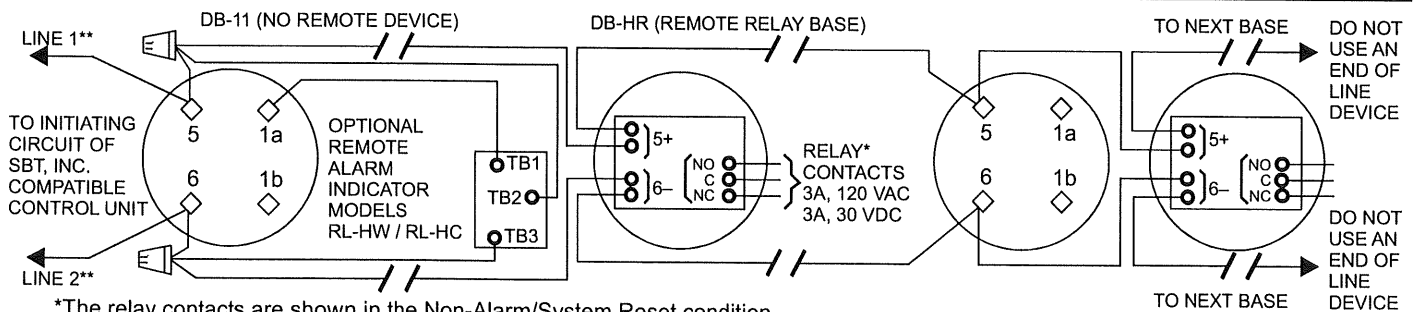 DB-11 (NO REMOTE DEVICE)
DB-HR (REMOTE RELAY BASE)
TO NEXT BASE
LINE 1**
DO NOT
USE AN
END OF
LINE
DEVICE
TO INITIATING
CIRCUIT OF
SBT, INC.
COMPATIBLE
CONTROL UNIT
5
1a
6
1b
OPTIONAL
REMOTE
ALARM
INDICATOR
MODELS
RL-HW / RL-HC
TB1
TB2
TB3
5+
6–
NO
C
NC
RELAY*
CONTACTS
3A, 120 VAC
3A, 30 VDC
5
1a
6
1b
5+
6–
NO
C
NC
DO NOT
USE AN
END OF
LINE
DEVICE
LINE 2**
TO NEXT BASE
*The relay contacts are shown in the Non-Alarm/System Reset condition